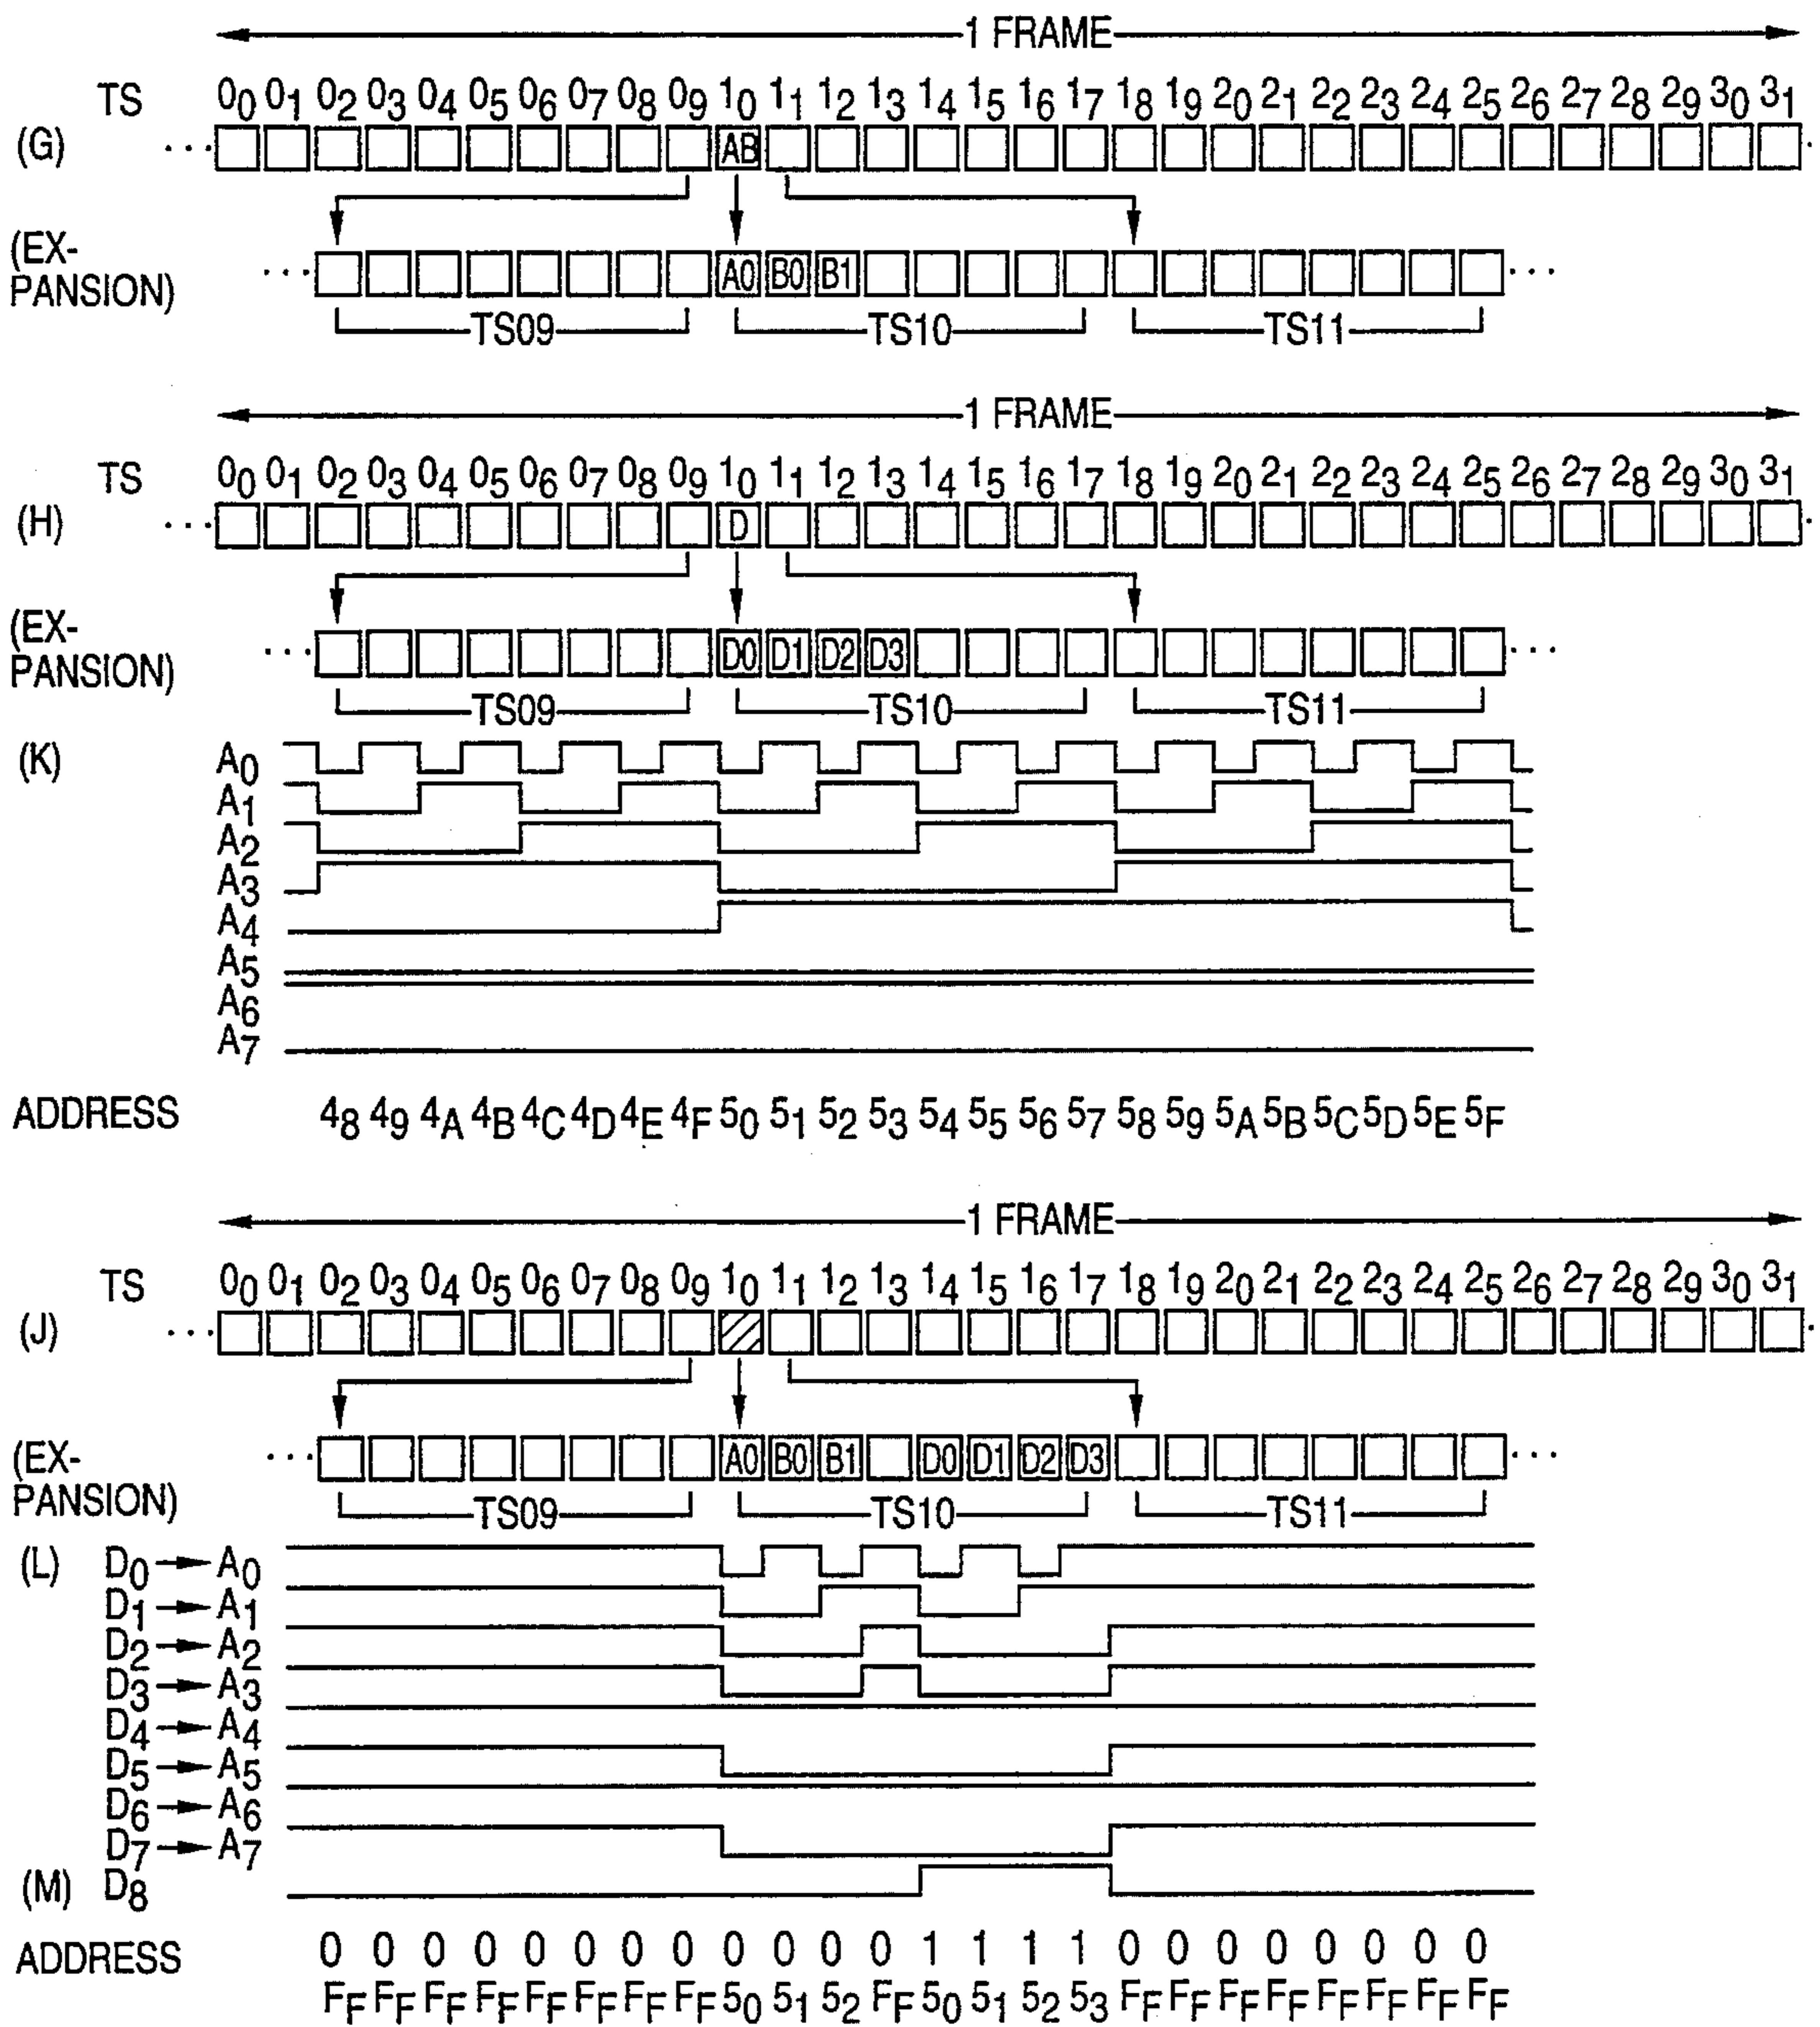 1 FRAME
TS 00 01 02 03 04 05 06 07 08 09 10 11 12 13 14 15 16 17 18 19 20 21 22 23 24 25 26 27 28 29 30 31
(G) ... AB
(EX-
PANSION) ... A0 B0 B1 ...
TS09 TS10 TS11
1 FRAME
TS 00 01 02 03 04 05 06 07 08 09 10 11 12 13 14 15 16 17 18 19 20 21 22 23 24 25 26 27 28 29 30 31
(H) ... D
(EX-
PANSION) ... D0 D1 D2 D3 ...
TS09 TS10 TS11
(K) A0
A1
A2
A3
A4
A5
A6
A7
ADDRESS 48 49 4A 4B 4C 4D 4E 4F 50 51 52 53 54 55 56 57 58 59 5A 5B 5C 5D 5E 5F
1 FRAME
TS 00 01 02 03 04 05 06 07 08 09 10 11 12 13 14 15 16 17 18 19 20 21 22 23 24 25 26 27 28 29 30 31
(J) ...
(EX-
PANSION) ... A0 B0 B1 D0 D1 D2 D3 ...
TS09 TS10 TS11
(L) D0 → A0
D1 → A1
D2 → A2
D3 → A3
D4 → A4
D5 → A5
D6 → A6
D7 → A7
(M) D8
ADDRESS 0 0 0 0 0 0 0 0 0 0 0 0 1 1 1 1 0 0 0 0 0 0 0 0
FF FF FF FF FF FF FF FF 50 51 52 FF 50 51 52 53 FF FF FF FF FF FF FF FF